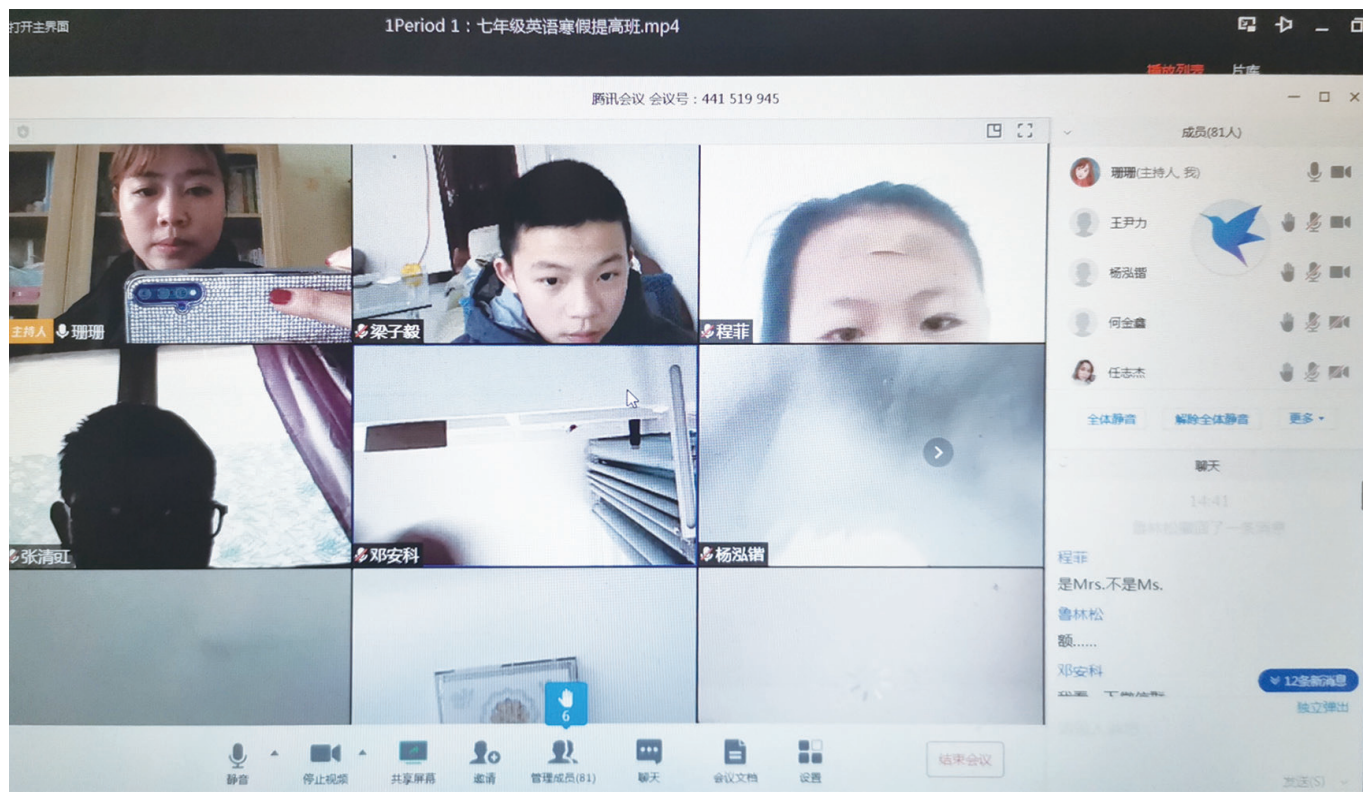 打开主界面
1Period 1：七年级英语寒假提高班.mp4
播放列表
片库
腾讯会议 会议号：441 519 945
成员(81人)
珊珊(主持人, 我)
王尹力
杨泓锴
何金鑫
任志杰
全体静音
解除全体静音
更多
聊天
14:41
程菲
是Mrs.不是Ms.
鲁林松
额......
邓安科
12条新消息
独立弹出
发送(S)
主持人
珊珊
梁子毅
程菲
张清虹
邓安科
杨泓锴
6
静音
停止视频
共享屏幕
邀请
管理成员(81)
聊天
会议文档
设置
结束会议